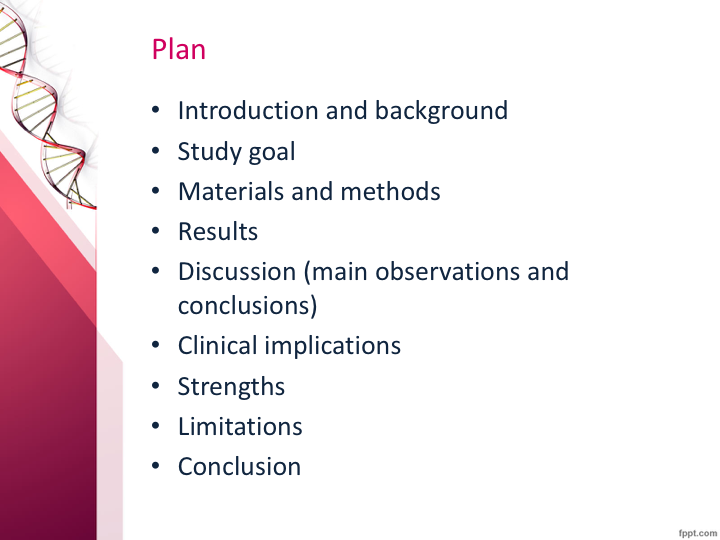 Plan
• Introduction and background
• Study goal
• Materials and methods
• Results
• Discussion (main observations and
conclusions)
• Clinical implications
• Strengths
• Limitations
• Conclusion
fppt.com